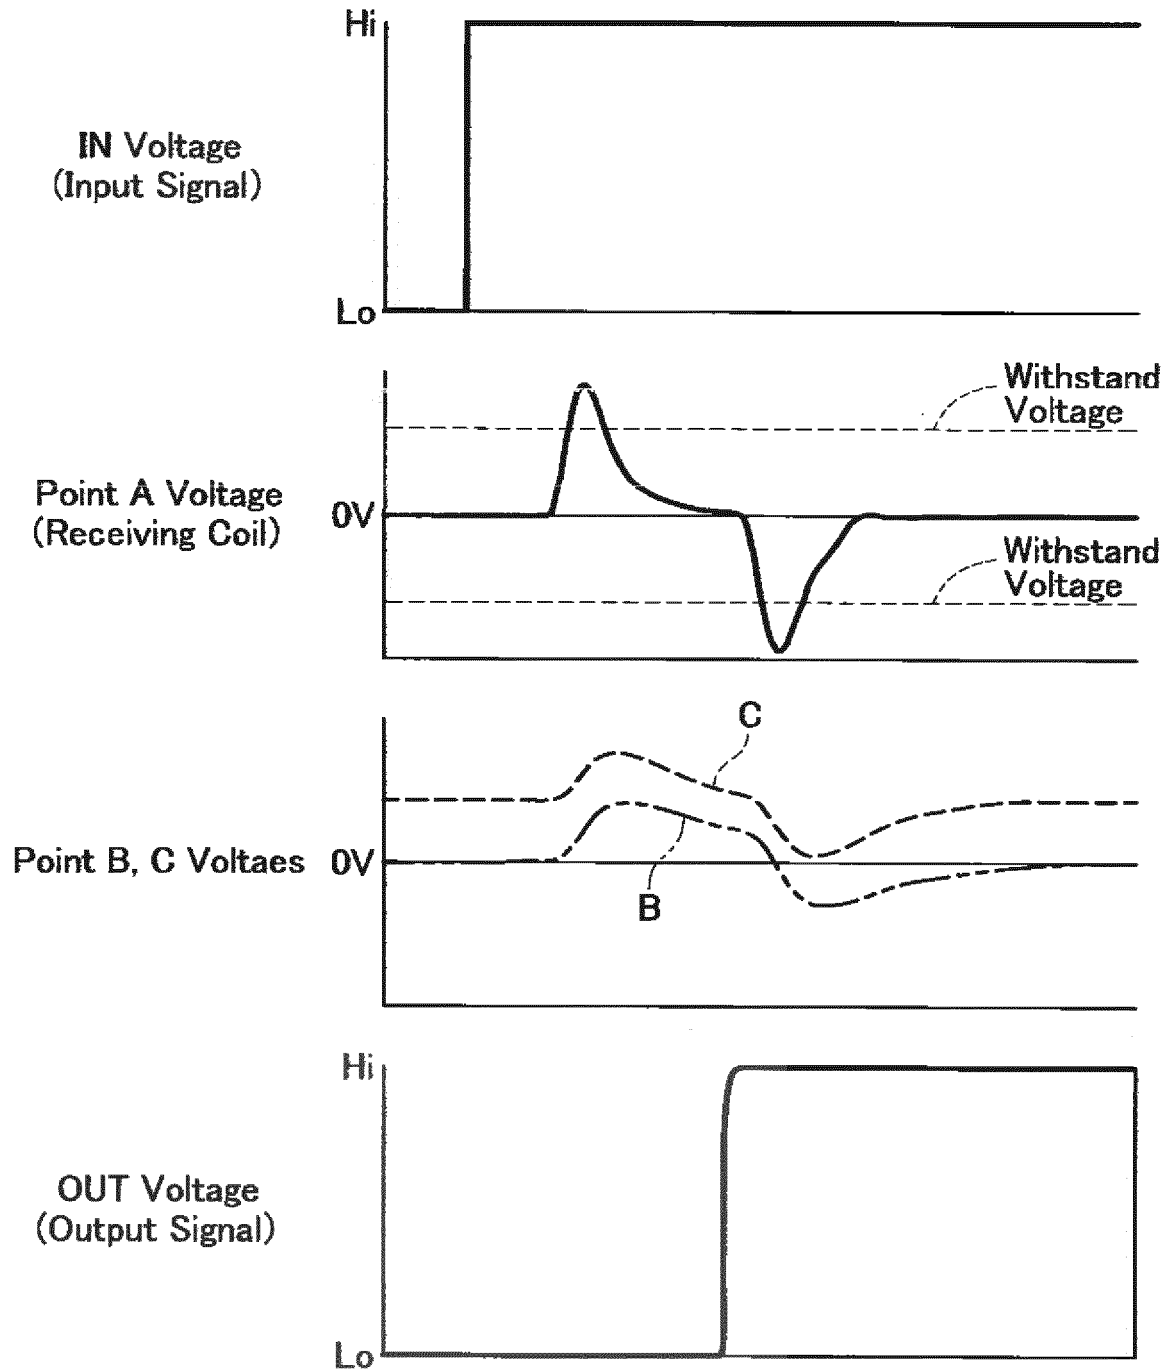 Hi
IN Voltage
(Input Signal)
Lo
Withstand
Voltage
Point A Voltage
(Receiving Coil)
0V
Withstand
Voltage
C
Point B, C Voltaes
0V
B
Hi
OUT Voltage
(Output Signal)
Lo